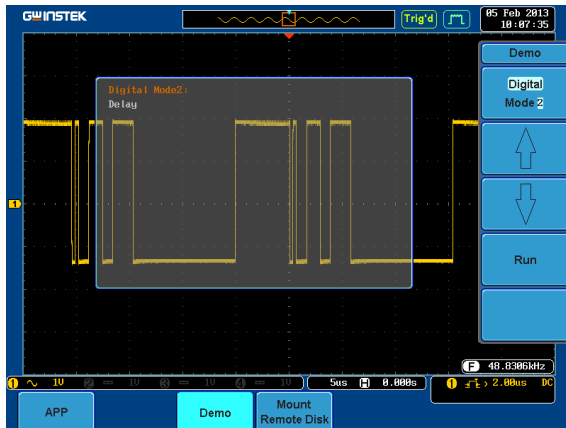 GWINSTEK
Trig'd
05 Feb 2013
10:07:35
Demo
Digital
Mode 2
Digital Mode2:
Delay
1
Run
F 48.8306kHz
1 1V 2 1V 3 1V 4 1V
5us H 0.000s
1 2.00us DC
APP
Demo
Mount
Remote Disk